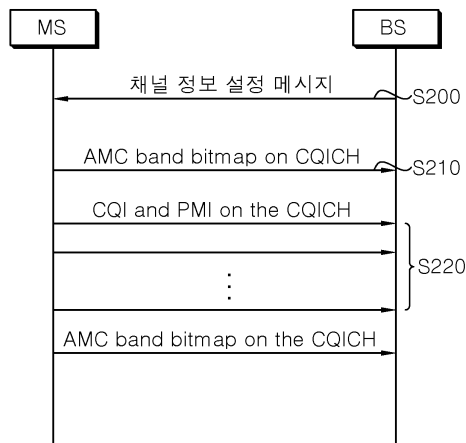 MS
BS
채널 정보 설정 메시지
S200
AMC band bitmap on CQICH
S210
CQI and PMI on the CQICH
S220
AMC band bitmap on the CQICH